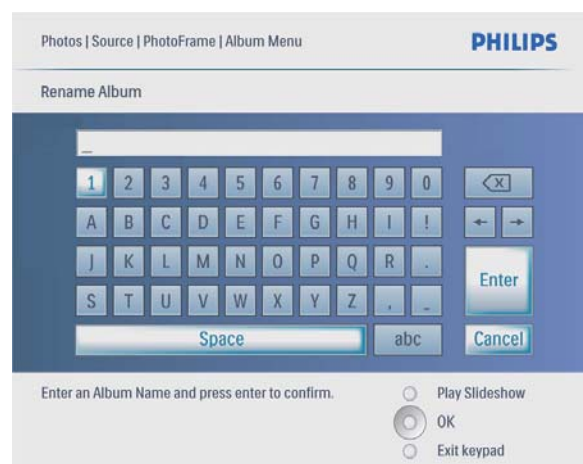 Photos | Source | PhotoFrame | Album Menu
PHILIPS
Rename Album
_
1 2 3 4 5 6 7 8 9 0
A B C D E F G H I !
J K L M N O P Q R .
S T U V W X Y Z , _
Enter
Space abc Cancel
Enter an Album Name and press enter to confirm.
Play Slideshow
OK
Exit keypad